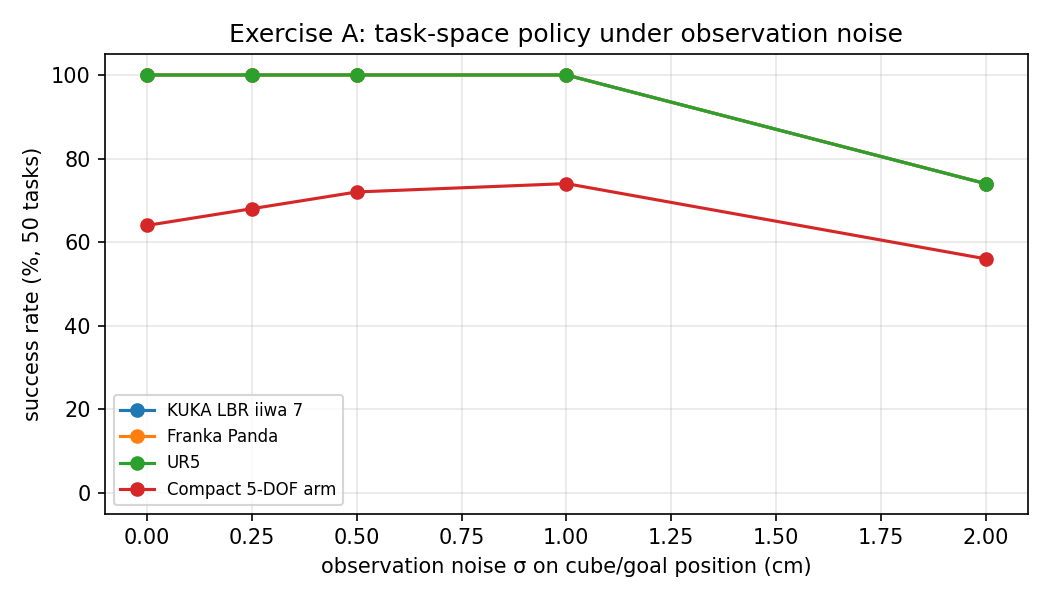 Exercise A: task-space policy under observation noise
success rate (%, 50 tasks)
100
80
60
40
20
0
KUKA LBR iiwa 7
Franka Panda
UR5
Compact 5-DOF arm
0.00 0.25 0.50 0.75 1.00 1.25 1.50 1.75 2.00
observation noise σ on cube/goal position (cm)